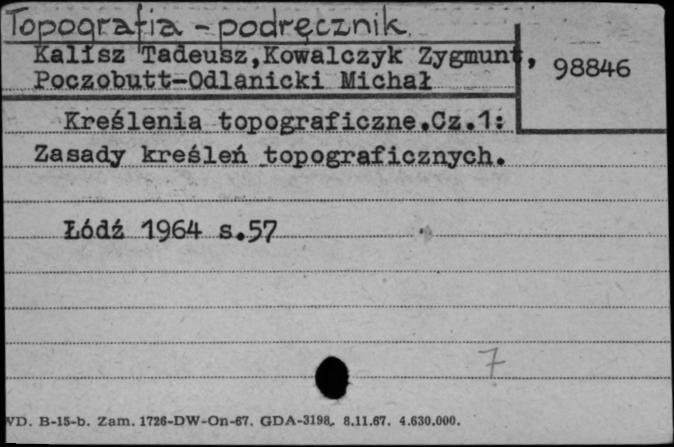 Topografia - podręcznik.
Kalisz Tadeusz,Kowalczyk Zygmunt,
98846
Poczobutt-Odlanicki Michał
Kreślenia topograficzne.Cz.1:
Zasady kreśleń topograficznych.
Łódź 1964 s.57
7
WD. B-15-b. Zam. 1726-DW-On-67. GDA-3198. 8.11.67. 4.630.000.